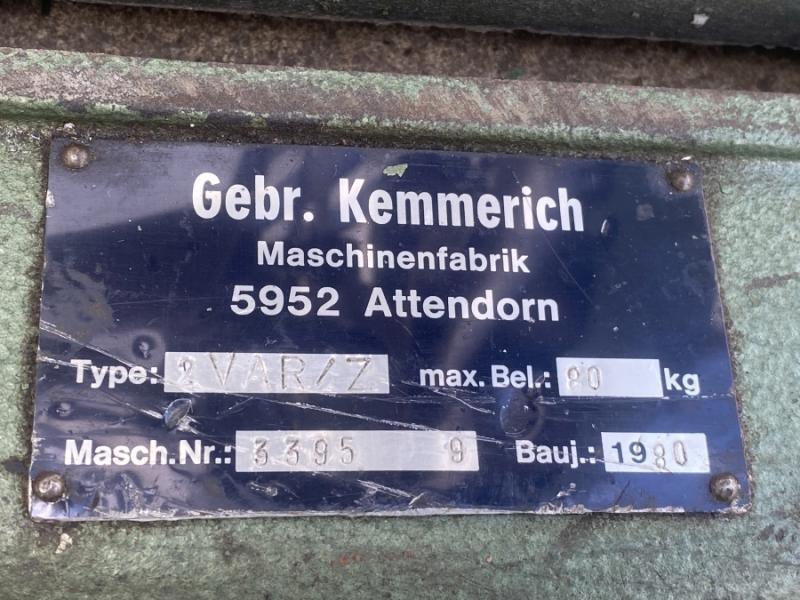 Gebr. Kemmerich
Maschinenfabrik
5952 Attendorn
Type: 2 VAR/Z max. Bel.: 80 kg
Masch.Nr.: 3395 9 Bauj.: 1980